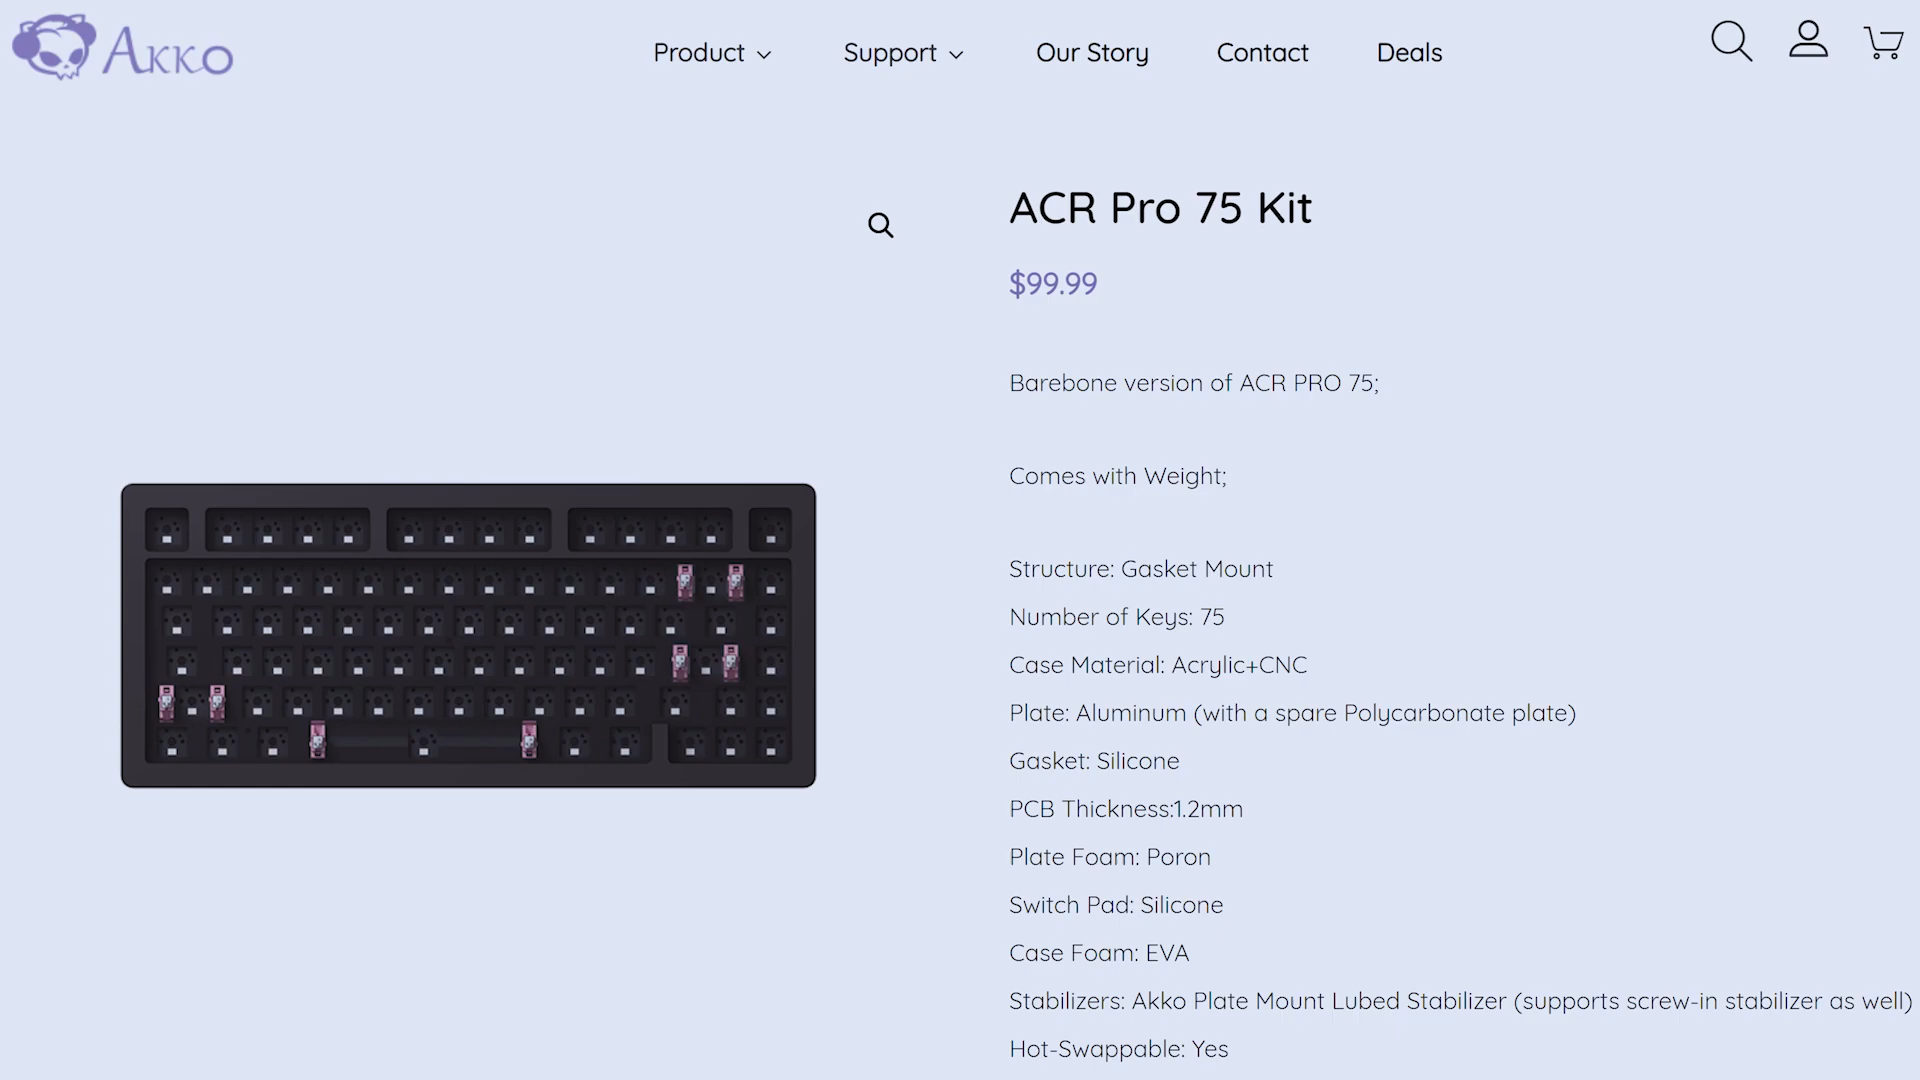 AKKO
Product
Support
Our Story
Contact
Deals
ACR Pro 75 Kit
$99.99
Barebone version of ACR PRO 75;
Comes with Weight;
Structure: Gasket Mount
Number of Keys: 75
Case Material: Acrylic+CNC
Plate: Aluminum (with a spare Polycarbonate plate)
Gasket: Silicone
PCB Thickness:1.2mm
Plate Foam: Poron
Switch Pad: Silicone
Case Foam: EVA
Stabilizers: Akko Plate Mount Lubed Stabilizer (supports screw-in stabilizer as well)
Hot-Swappable: Yes